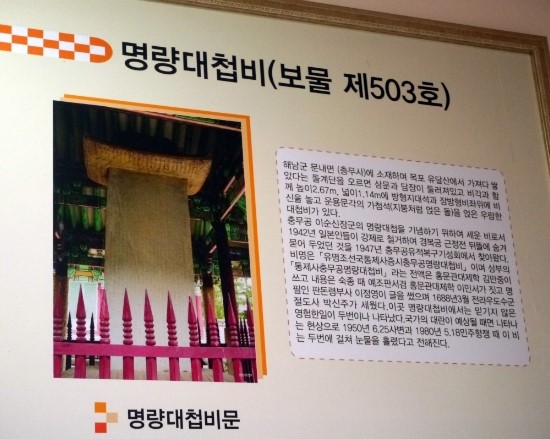 명량대첩비(보물 제503호)
해남군 문내면 (충무사)에 소재하며 목포 유달산에서 가져다 쌓
았다는 돌계단을 오르면 삼문과 담장이 둘려져있고 비각과 함
께 높이2.67m, 넓이1.14m에 방형지대석과 장방형비좌위에 비
신을 놓고 운용문각의 가첨석(지붕처럼 얹은 돌)을 얹은 우람한
대첩비가 있다.
충무공 이순신장군의 명량대첩을 기념하기 위하여 세운 비로서
1942년 일본인들이 강제로 철거하여 경복궁 근정전 뒤뜰에 숨겨
묻어 두었던 것을 1947년 충무공유적복구기성회에서 찾아왔다.
비명은 「유명조선국통제사증시충무공명량대첩비」이며 상부의
「통제사충무공명량대첩비」라는 전액은 홍문관대제학 김만중이
쓰고 내용은 숙종 때 예조판서겸 홍문관대제학 이민서가 짓고 명
필인 판돈령부사 이정영이 글을 썼으며 1688년3월 전라우도수군
절도사 박신주가 세웠다.이곳 명량대첩비에서는 믿기지 않은
영험한일이 두번이나 나타났다.국가의 대란이 예상될 때면 나타나
는 현상으로 1950년 6.25사변과 1980년 5.18민주항쟁 때 이 비
는 두번에 걸쳐 눈물을 흘렸다고 전해진다.
명량대첩비문